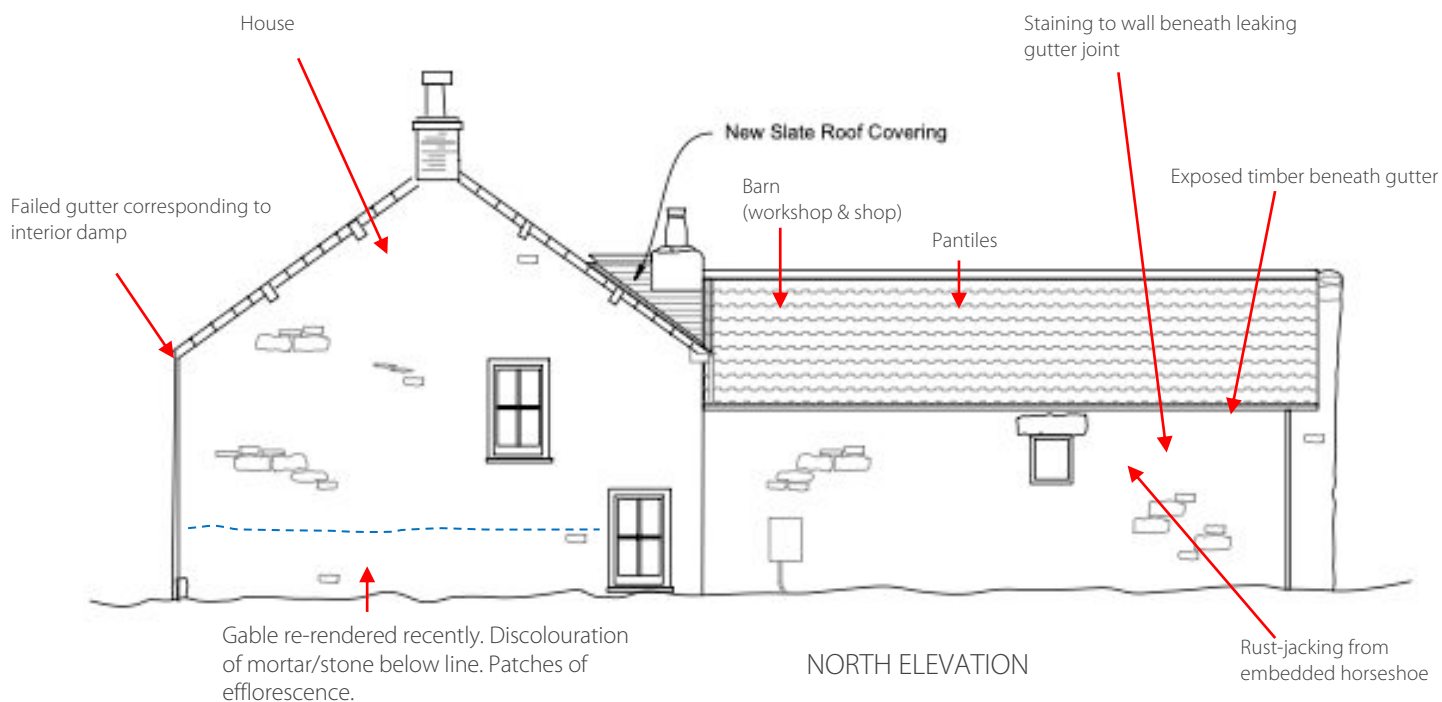 House
Staining to wall beneath leaking
gutter joint
New Slate Roof Covering
Barn
(workshop & shop)
Exposed timber beneath gutter
Failed gutter corresponding to
interior damp
Pantiles
Gable re-rendered recently. Discolouration
of mortar/stone below line. Patches of
efflorescence.
NORTH ELEVATION
Rust-jacking from
embedded horseshoe